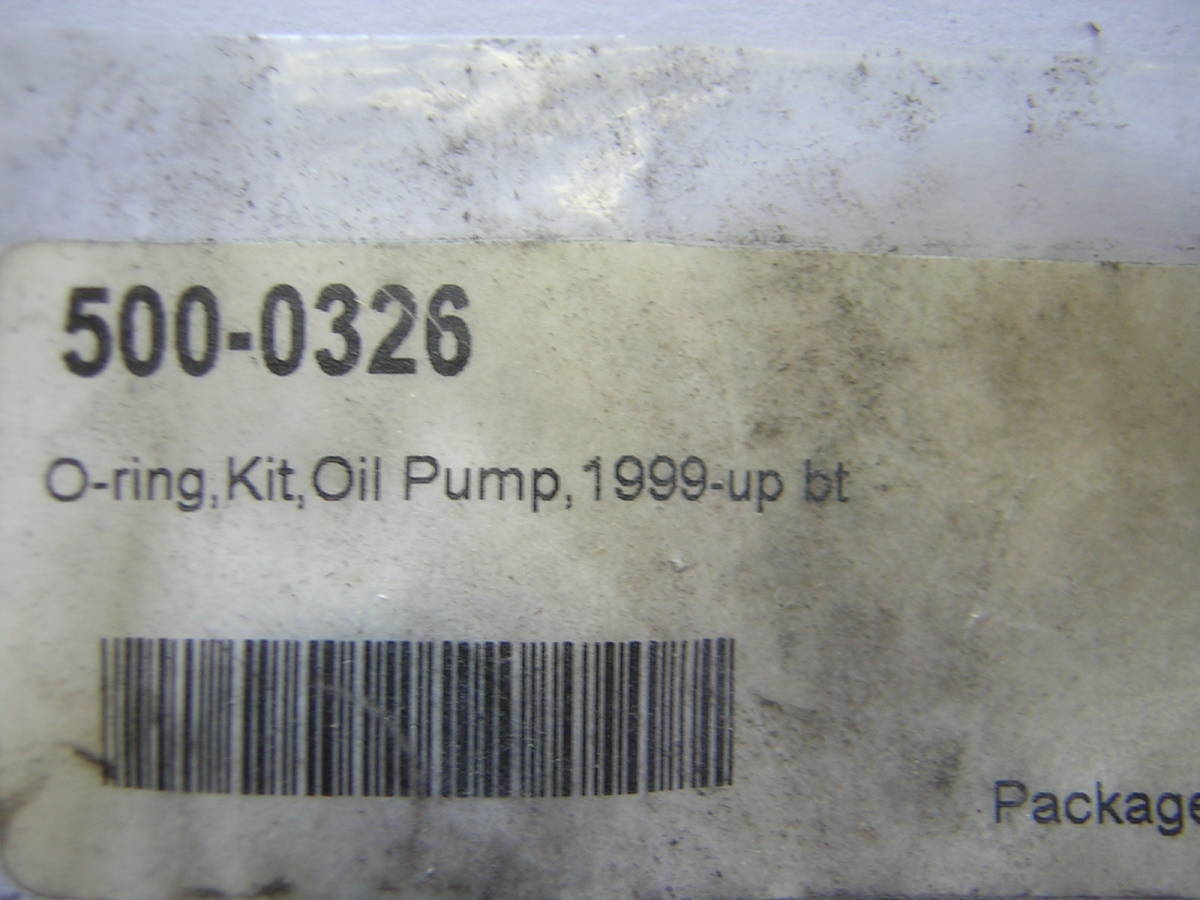 500-0326
O-ring,Kit,Oil Pump,1999-up bt
Package